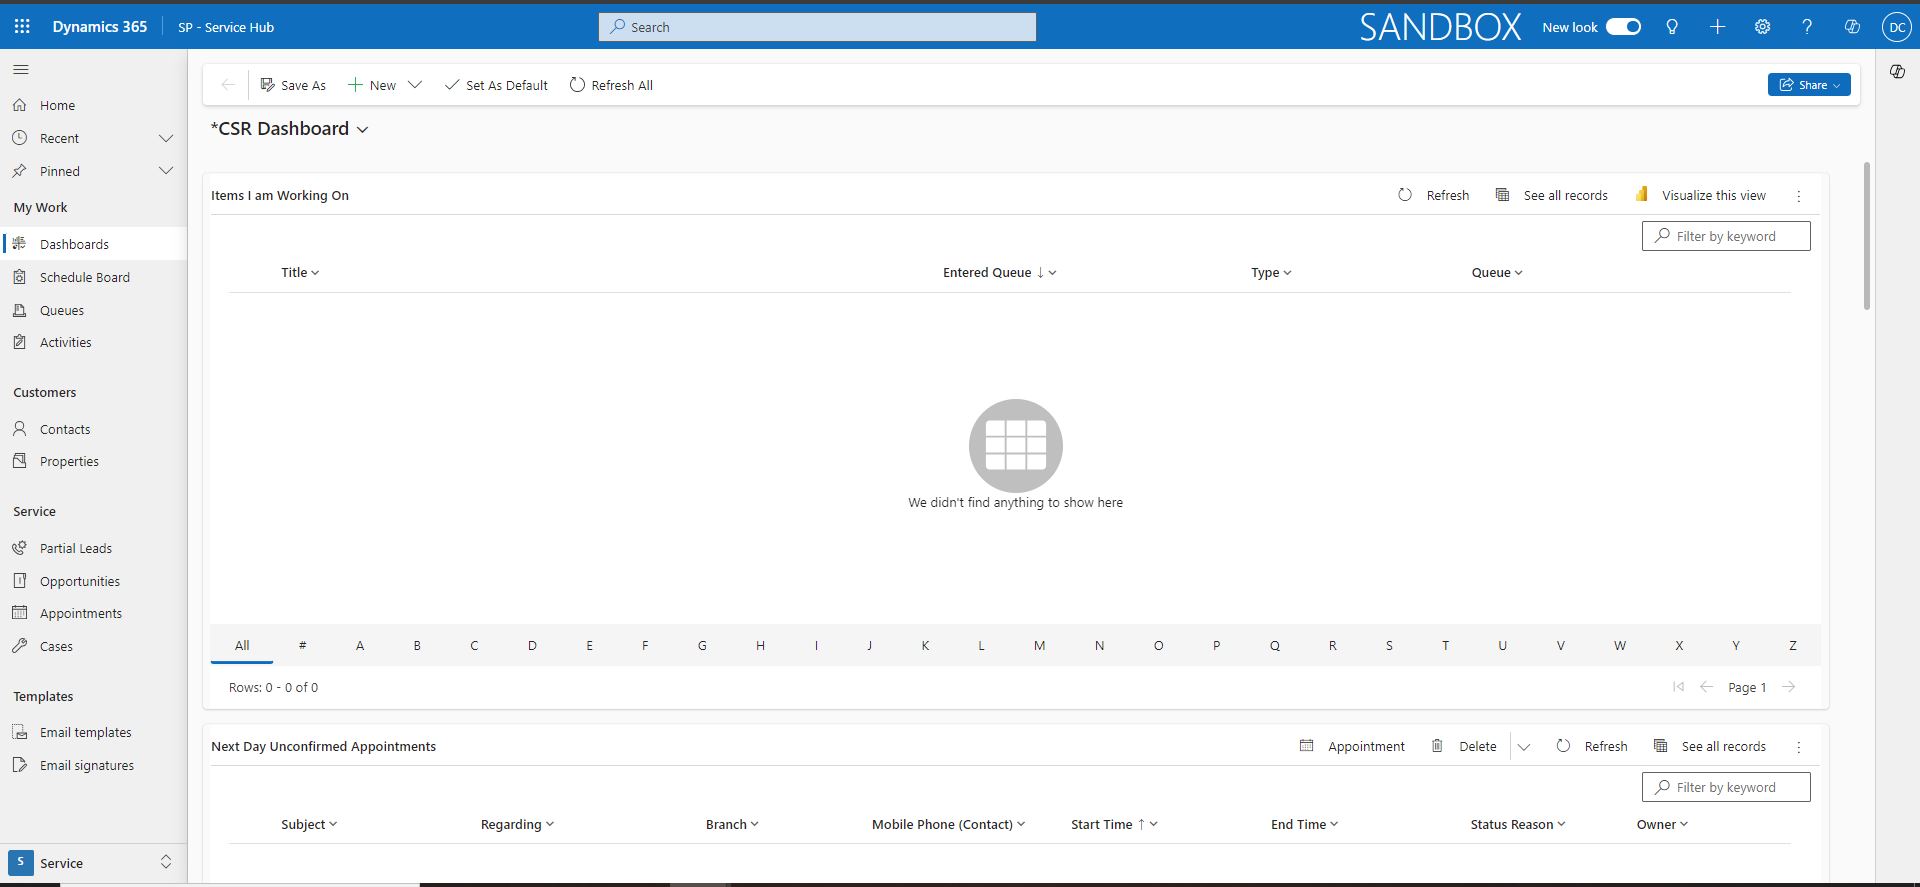 Dynamics 365 SP - Service Hub Search SANDBOX New look DC
Save As New Set As Default Refresh All Share
*CSR Dashboard
Home
Recent
Pinned
My Work
Dashboards
Schedule Board
Queues
Activities
Customers
Contacts
Properties
Service
Partial Leads
Opportunities
Appointments
Cases
Templates
Email templates
Email signatures
S Service
Items I am Working On Refresh See all records Visualize this view
Filter by keyword
Title Entered Queue ↓ Type Queue
We didn't find anything to show here
All # A B C D E F G H I J K L M N O P Q R S T U V W X Y Z
Rows: 0 - 0 of 0 Page 1
Next Day Unconfirmed Appointments Appointment Delete Refresh See all records
Filter by keyword
Subject Regarding Branch Mobile Phone (Contact) Start Time ↑ End Time Status Reason Owner